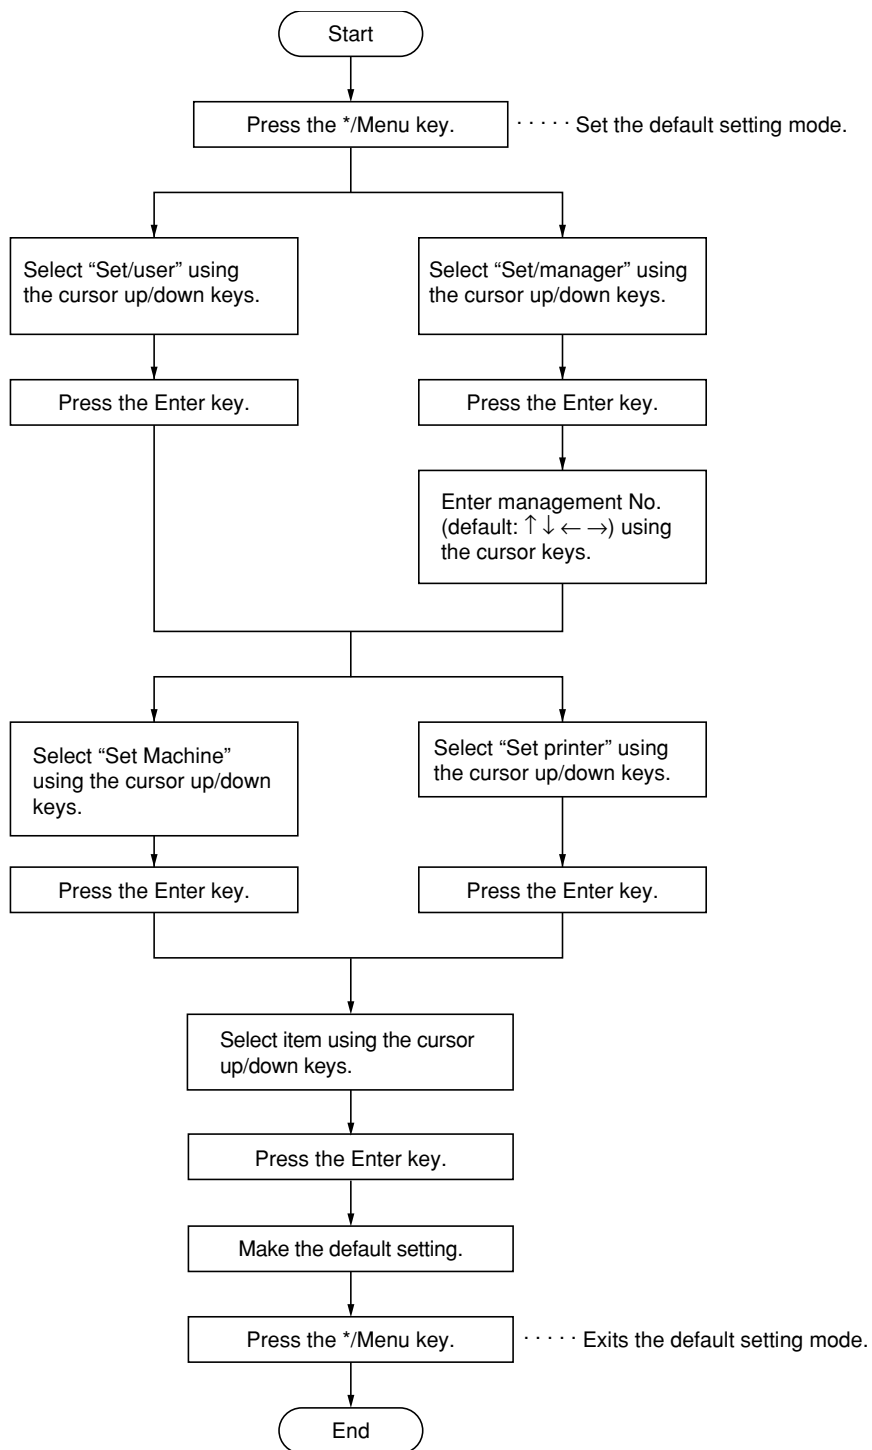 Start
Press the */Menu key.
· · · · · Set the default setting mode.
Select “Set/user” using
the cursor up/down keys.
Select “Set/manager” using
the cursor up/down keys.
Press the Enter key.
Press the Enter key.
Enter management No.
(default: ↑ ↓ ← →) using
the cursor keys.
Select “Set Machine”
using the cursor up/down
keys.
Select “Set printer” using
the cursor up/down keys.
Press the Enter key.
Press the Enter key.
Select item using the cursor
up/down keys.
Press the Enter key.
Make the default setting.
Press the */Menu key.
· · · · · Exits the default setting mode.
End